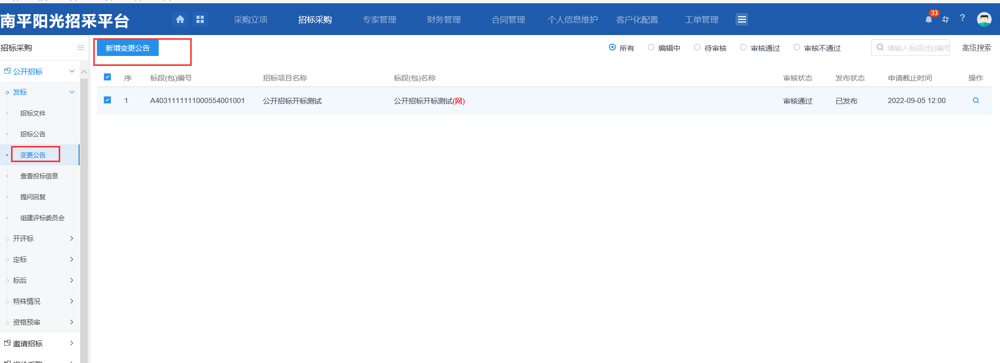 南平阳光招采平台
采购立项 招标采购 专家管理 财务管理 合同管理 个人信息维护 客户化配置 工单管理
33
?
招标采购
新增变更公告
所有 编辑中 待审核 审核通过 审核不通过
请输入标段(包)编号
高级搜索
公开招标
序 标段(包)编号 招标项目名称 标段(包)名称 审核状态 发布状态 申请截止时间 操作
发标
1 A4031111111000554001001 公开招标开标测试 公开招标开标测试(网) 审核通过 已发布 2022-09-05 12:00
招标文件
招标公告
变更公告
查看投标信息
提问回复
组建评标委员会
开评标
定标
标后
特殊情况
资格预审
邀请招标